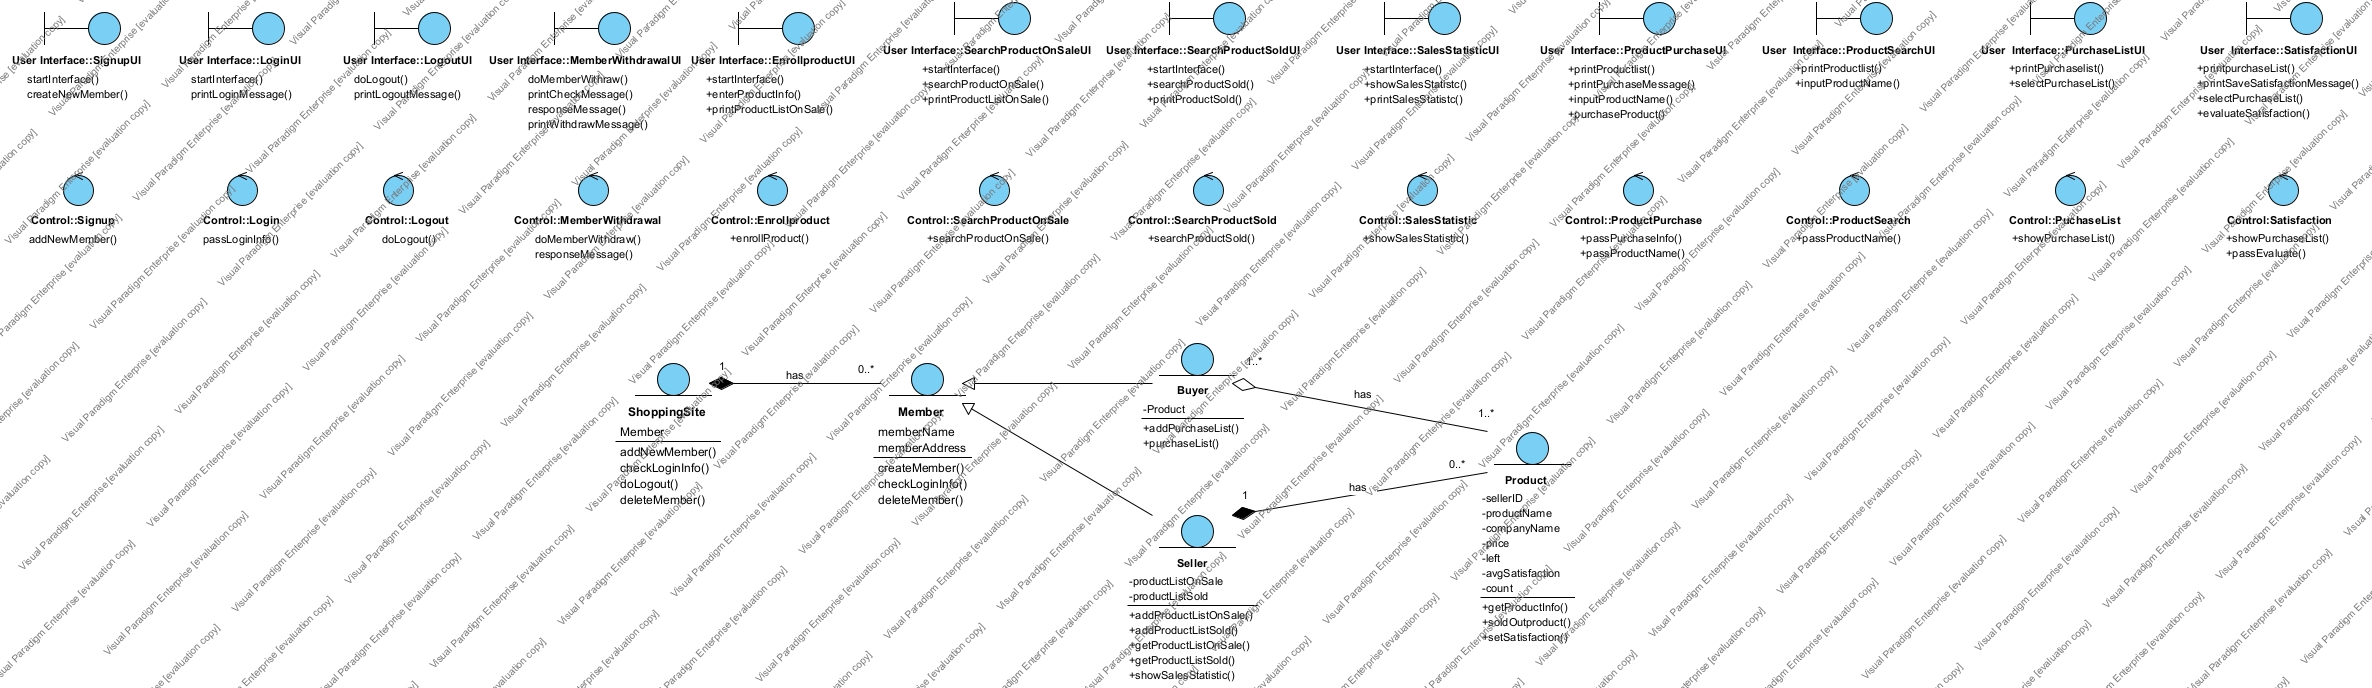 User Interface::SignupUI
startInterface()
createNewMember()
User Interface::LoginUI
startInterface()
printLoginMessage()
User Interface::LogoutUI
doLogout()
printLogoutMessage()
User Interface::MemberWithdrawalUI
doMemberWithraw()
printCheckMessage()
responseMessage()
printWithdrawMessage()
User Interface::EnrollproductUI
+startInterface()
+enterProductInfo()
+printProductListOnSale()
User Interface::SearchProductOnSaleUI
+startInterface()
+searchProductOnSale()
+printProductListOnSale()
User Interface::SearchProductSoldUI
+startInterface()
+searchProductSold()
+printProductSold()
User Interface::SalesStatisticUI
+startInterface()
+showSalesStatistc()
+printSalesStatistc()
User Interface::ProductPurchaseUI
+printProductlist()
+printPurchaseMessage()
+inputProductName()
+purchaseProduct()
User Interface::ProductSearchUI
+printProductlist()
+inputProductName()
User Interface::PurchaseListUI
+printPurchaselist()
+selectPurchaseList()
User Interface::SatisfactionUI
+printpurchaseList()
+printSaveSatisfactionMessage()
+selectPurchaseList()
+evaluateSatisfaction()
Control::Signup
addNewMember()
Control::Login
passLoginInfo()
Control::Logout
doLogout()
Control::MemberWithdrawal
doMemberWithdraw()
responseMessage()
Control::Enrollproduct
+enrollProduct()
Control::SearchProductOnSale
+searchProductOnSale()
Control::SearchProductSold
+searchProductSold()
Control::SalesStatistic
+showSalesStatistic()
Control::ProductPurchase
+passPurchaseInfo()
+passProductName()
Control::ProductSearch
+passProductName()
Control::PuchaseList
+showPurchaseList()
Control::Satisfaction
+showPurchaseList()
+passEvaluate()
1
has
0..*
ShoppingSite
Member
addNewMember()
checkLoginInfo()
doLogout()
deleteMember()
Member
memberName
memberAddress
createMember()
checkLoginInfo()
deleteMember()
1..*
has
1..*
Buyer
-Product
+addPurchaseList()
+purchaseList()
0..*
has
1
Seller
-productListOnSale
-productListSold
+addProductListOnSale()
+addProductListSold()
+getProductListOnSale()
+getProductListSold()
+showSalesStatistic()
Product
-sellerID
-productName
-companyName
-price
-left
-avgSatisfaction
-count
+getProductInfo()
+soldOutproduct()
+setSatisfaction()
Visual Paradigm Enterprise [evaluation copy]